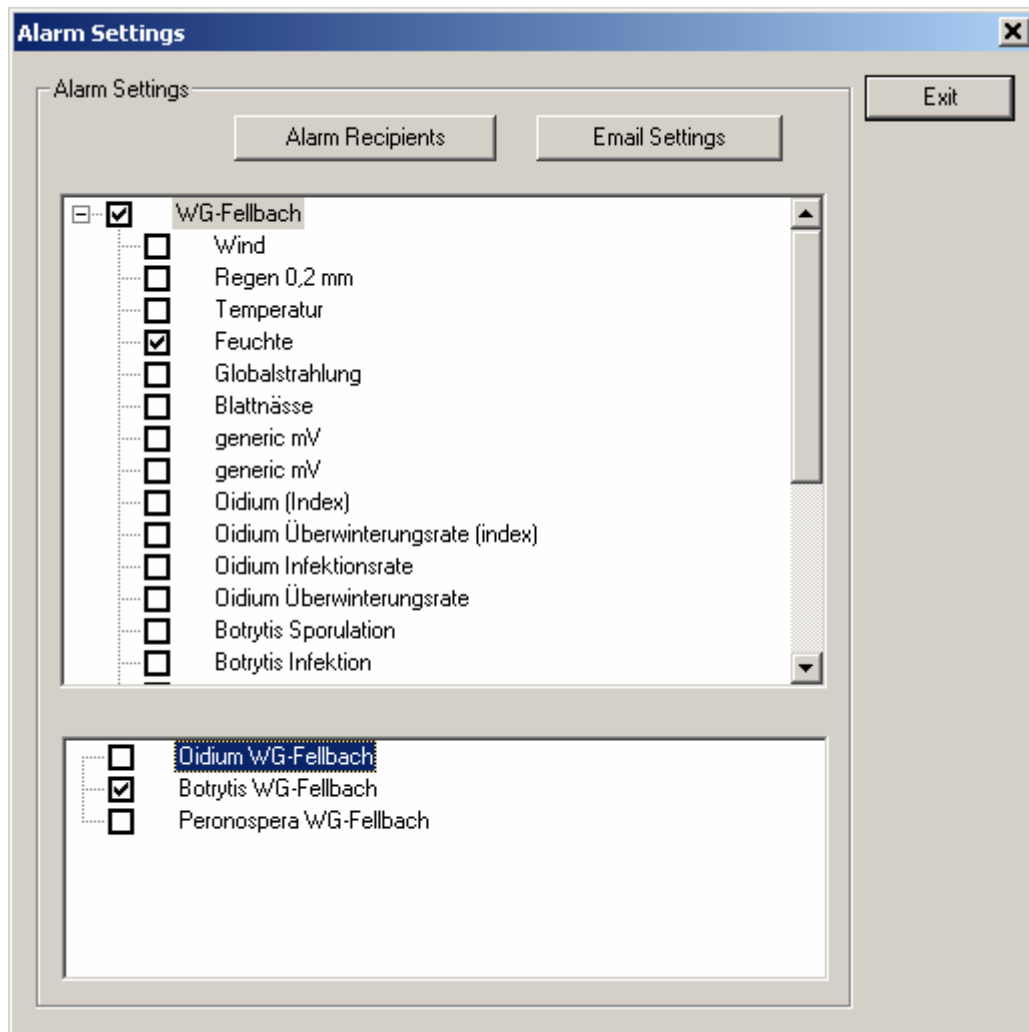 Alarm Settings
Alarm Settings
Exit
Alarm Recipients
Email Settings
WG-Fellbach
Wind
Regen 0,2 mm
Temperatur
Feuchte
Globalstrahlung
Blattnässe
generic mV
generic mV
Oidium (Index)
Oidium Überwinterungsrate (index)
Oidium Infektionsrate
Oidium Überwinterungsrate
Botrytis Sporulation
Botrytis Infektion
Oidium WG-Fellbach
Botrytis WG-Fellbach
Peronospera WG-Fellbach